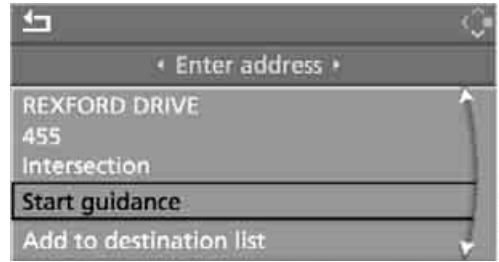 Enter address
REXFORD DRIVE
455
Intersection
Start guidance
Add to destination list